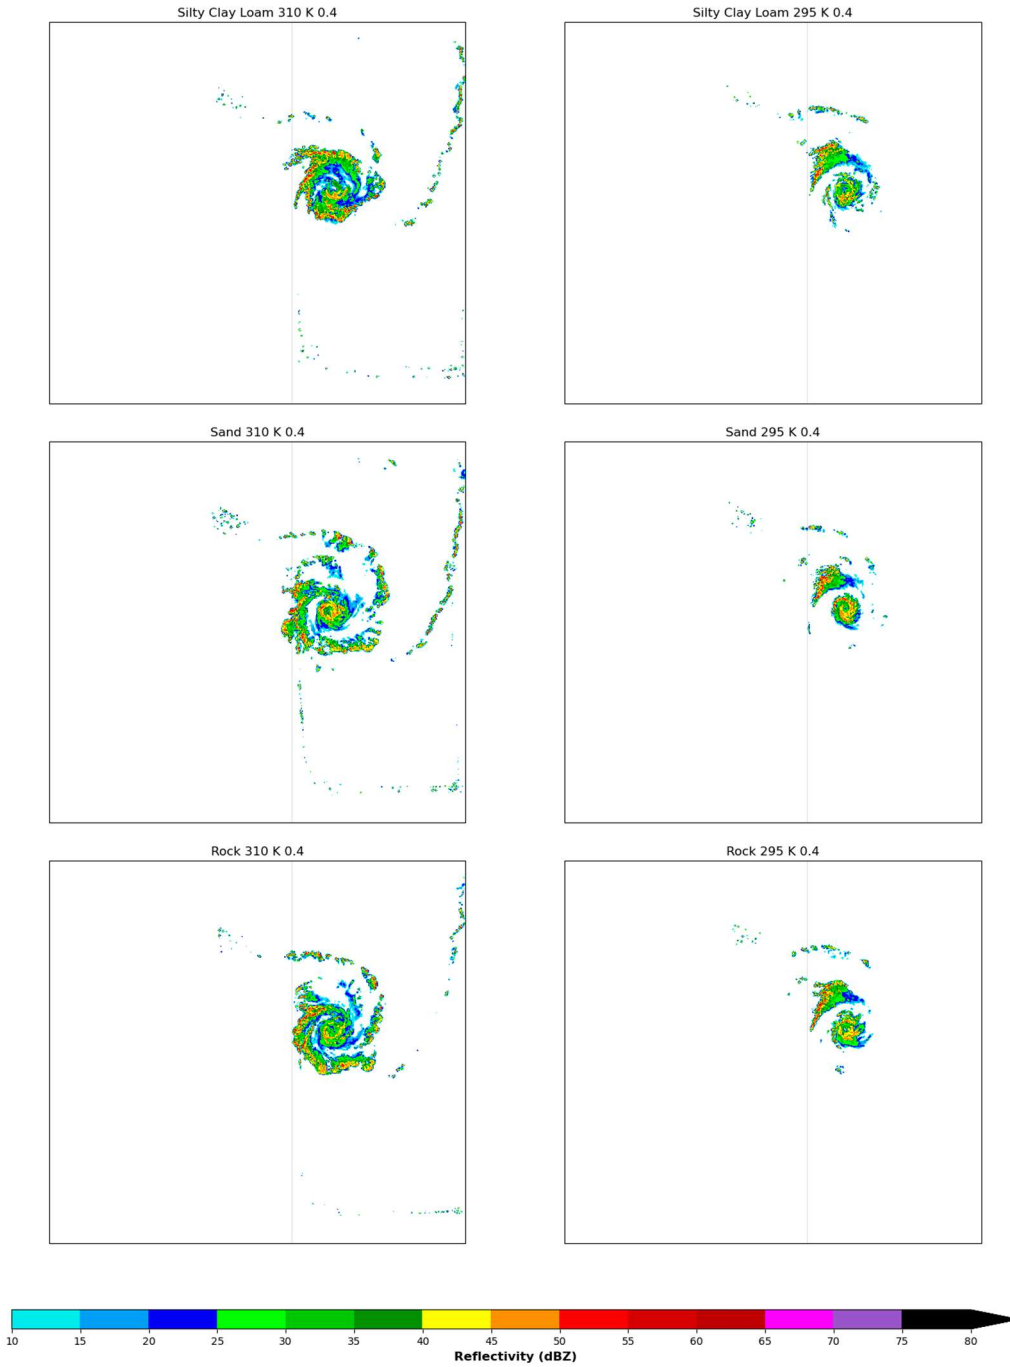 Silty Clay Loam 310 K 0.4
Silty Clay Loam 295 K 0.4
Sand 310 K 0.4
Sand 295 K 0.4
Rock 310 K 0.4
Rock 295 K 0.4
10 15 20 25 30 35 40 45 50 55 60 65 70 75 80
Reflectivity (dBZ)